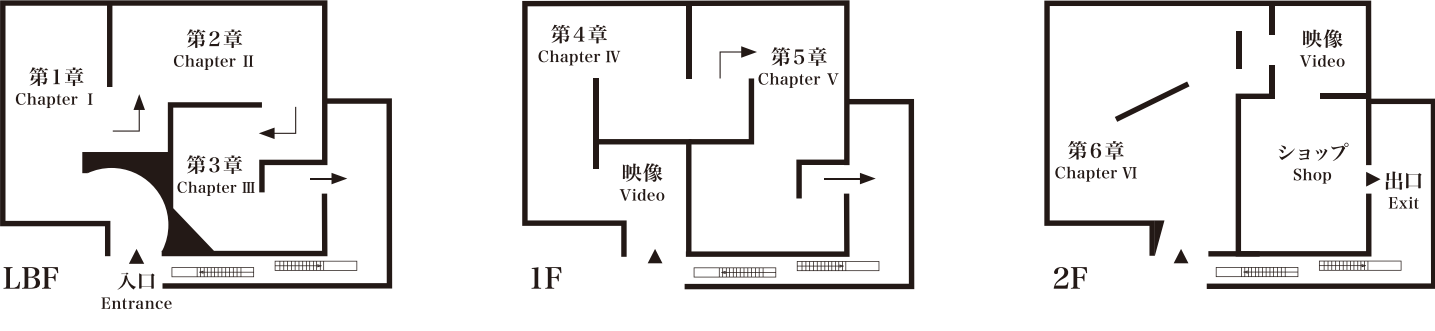 第1章
Chapter Ⅰ
第2章
Chapter Ⅱ
第3章
Chapter Ⅲ
LBF
入口
Entrance
第4章
Chapter Ⅳ
第5章
Chapter Ⅴ
映像
Video
1F
映像
Video
第6章
Chapter Ⅵ
ショップ
Shop
出口
Exit
2F